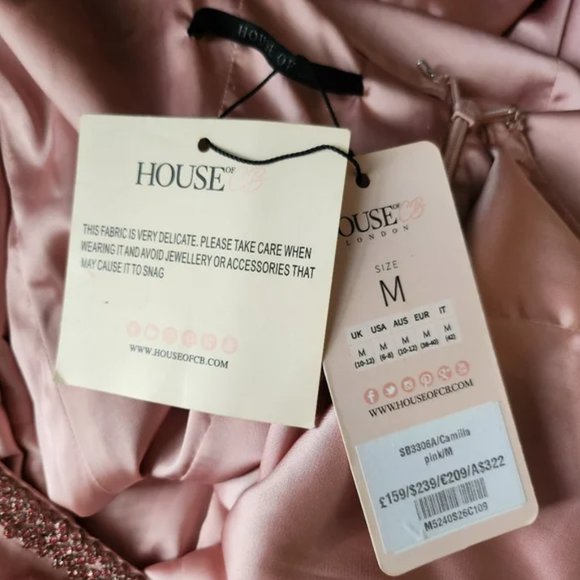 HOUSE OF
HOUSE OF CB
THIS FABRIC IS VERY DELICATE. PLEASE TAKE CARE WHEN
WEARING IT AND AVOID JEWELLERY OR ACCESSORIES THAT
MAY CAUSE IT TO SNAG
WWW.HOUSEOFCB.COM
HOUSE OF CB
LONDON
SIZE
M
UK USA AUS EUR IT
M M M M M
(10-12) (6-8) (10-12) (38-40) (42)
WWW.HOUSEOFCB.COM
SB3306A/Camilla
pink/M
£159/$239/€209/A$322
M5240S26C109